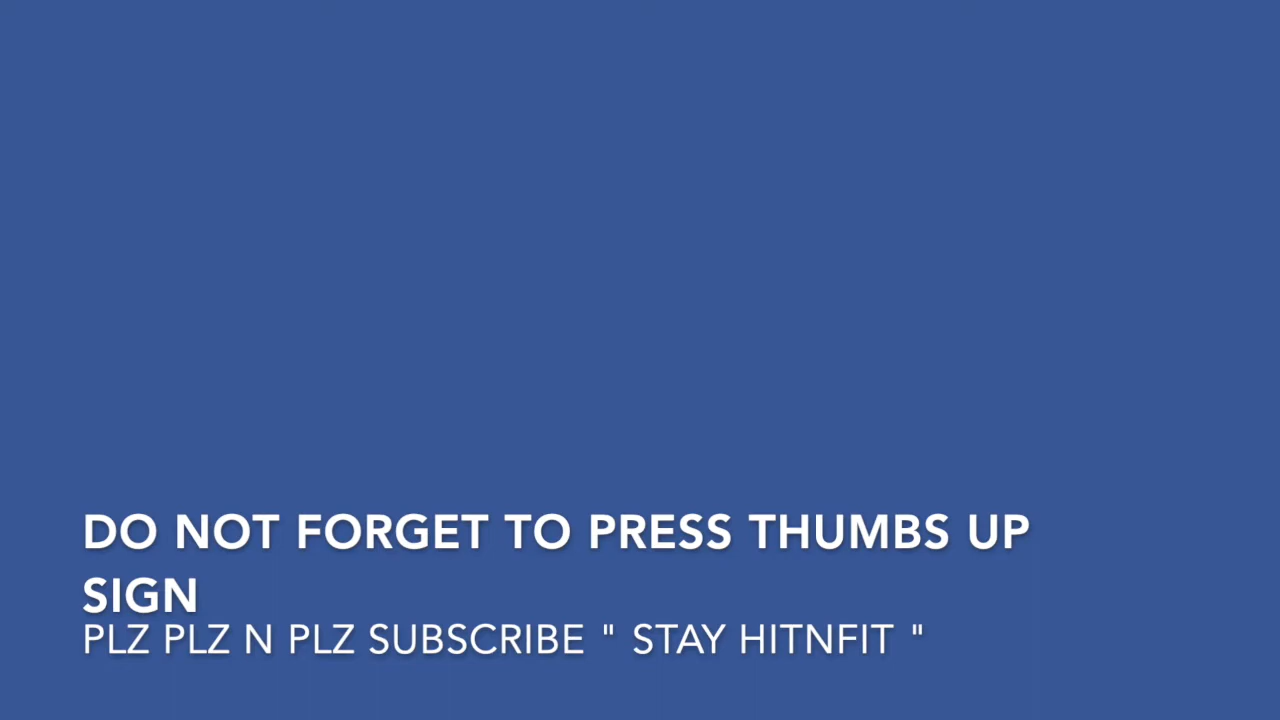 DO NOT FORGET TO PRESS THUMBS UP
SIGN
PLZ PLZ N PLZ SUBSCRIBE " STAY HITNFIT "